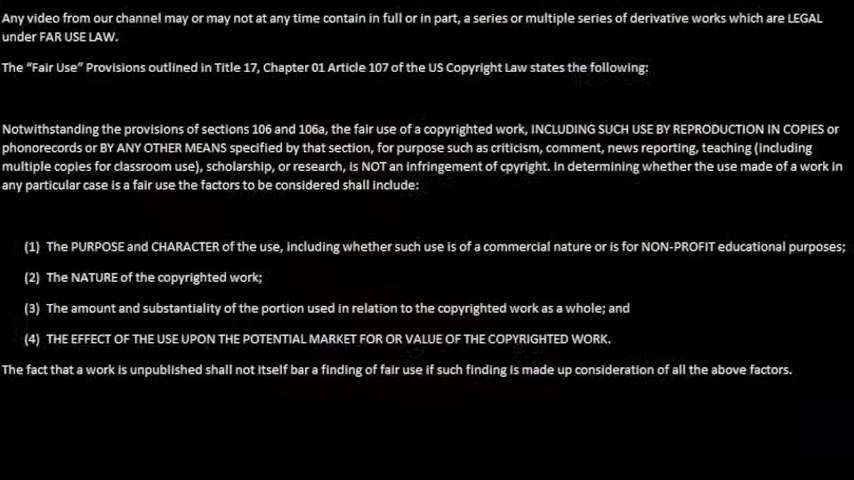 Any video from our channel may or may not at any time contain in full or in part, a series or multiple series of derivative works which are LEGAL
under FAR USE LAW.
The “Fair Use” Provisions outlined in Title 17, Chapter 01 Article 107 of the US Copyright Law states the following:
Notwithstanding the provisions of sections 106 and 106a, the fair use of a copyrighted work, INCLUDING SUCH USE BY REPRODUCTION IN COPIES or
phonorecords or BY ANY OTHER MEANS specified by that section, for purpose such as criticism, comment, news reporting, teaching (including
multiple copies for classroom use), scholarship, or research, is NOT an infringement of cpyright. In determining whether the use made of a work in
any particular case is a fair use the factors to be considered shall include:
(1) The PURPOSE and CHARACTER of the use, including whether such use is of a commercial nature or is for NON-PROFIT educational purposes;
(2) The NATURE of the copyrighted work;
(3) The amount and substantiality of the portion used in relation to the copyrighted work as a whole; and
(4) THE EFFECT OF THE USE UPON THE POTENTIAL MARKET FOR OR VALUE OF THE COPYRIGHTED WORK.
The fact that a work is unpublished shall not itself bar a finding of fair use if such finding is made up consideration of all the above factors.